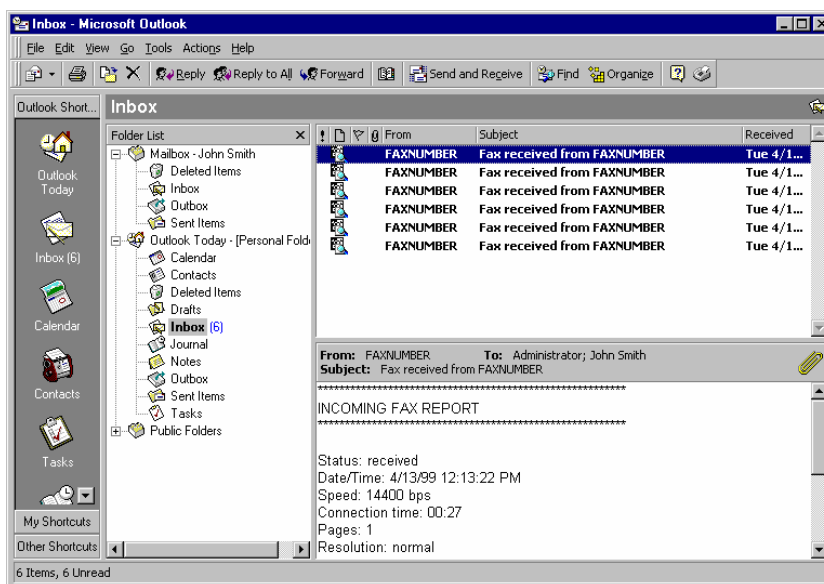 Inbox - Microsoft Outlook
File Edit View Go Tools Actions Help
Reply Reply to All Forward Send and Receive Find Organize
Outlook Short... Inbox
Folder List
! From Subject Received
Mailbox - John Smith
Deleted Items
Inbox
Outbox
Sent Items
Outlook Today - [Personal Fold
Calendar
Contacts
Deleted Items
Drafts
Inbox (6)
Journal
Notes
Outbox
Sent Items
Tasks
Public Folders
Outlook Today
Inbox (6)
Calendar
Contacts
Tasks
My Shortcuts
Other Shortcuts
FAXNUMBER Fax received from FAXNUMBER Tue 4/1...
FAXNUMBER Fax received from FAXNUMBER Tue 4/1...
FAXNUMBER Fax received from FAXNUMBER Tue 4/1...
FAXNUMBER Fax received from FAXNUMBER Tue 4/1...
FAXNUMBER Fax received from FAXNUMBER Tue 4/1...
FAXNUMBER Fax received from FAXNUMBER Tue 4/1...
From: FAXNUMBER To: Administrator; John Smith
Subject: Fax received from FAXNUMBER
**************************************************************
INCOMING FAX REPORT
**************************************************************
Status: received
Date/Time: 4/13/99 12:13:22 PM
Speed: 14400 bps
Connection time: 00:27
Pages: 1
Resolution: normal
6 Items, 6 Unread